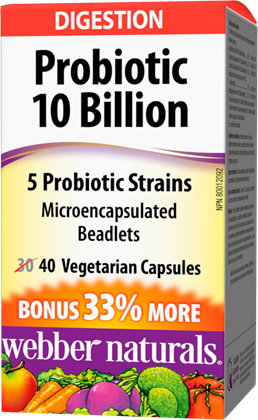 DIGESTION
Probiotic
10 Billion
5 Probiotic Strains
Microencapsulated
Beadlets
30 40 Vegetarian Capsules
BONUS 33% MORE
webber naturals®
NPN 80012092